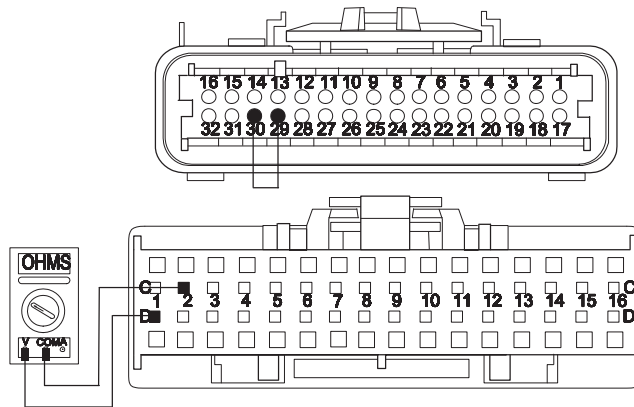 16 15 14 13 12 11 10 9 8 7 6 5 4 3 2 1
32 31 30 29 28 27 26 25 24 23 22 21 20 19 18 17
OHMS
V COMA
C C
1 2 3 4 5 6 7 8 9 10 11 12 13 14 15 16
D D